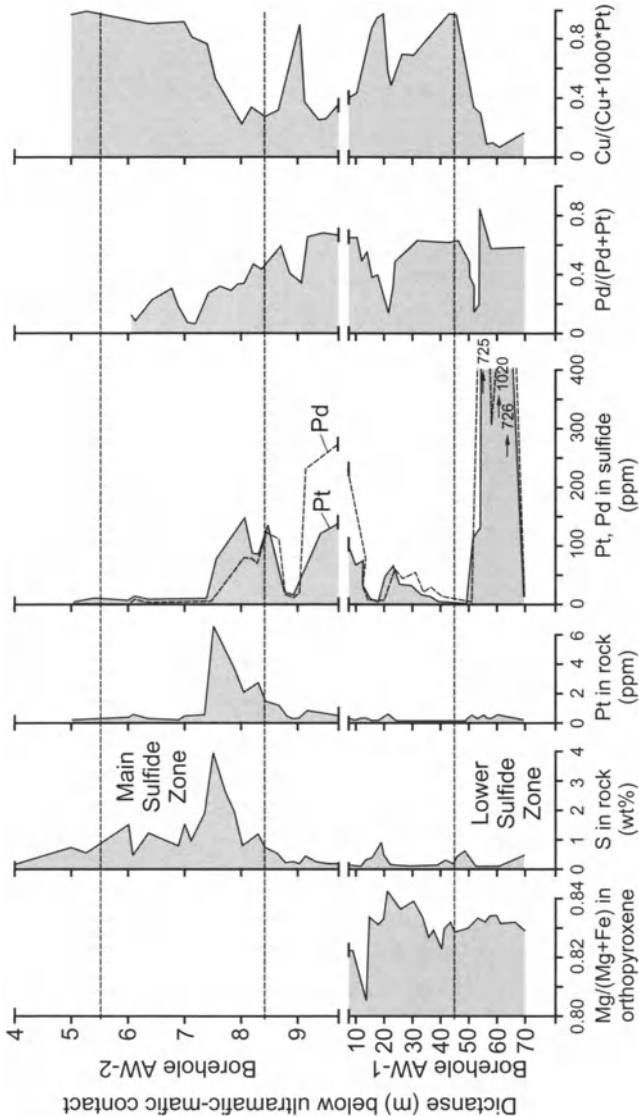 Dictanse (m) below ultramafic-mafic contact
Borehole AW-2
Borehole AW-1
4
5
6
7
8
9
10
20
30
40
50
60
70
0.80
0.82
0.84
Mg/(Mg+Fe) in
orthopyroxene
Main
Sulfide
Zone
Lower
Sulfide
Zone
0
1
2
3
4
S in rock
(wt%)
0
2
4
6
Pt in rock
(ppm)
Pd
Pt
725
1020
726
0
100
200
300
400
Pt, Pd in sulfide
(ppm)
0
0.4
0.8
Pd/(Pd+Pt)
0
0.4
0.8
Cu/(Cu+1000*Pt)